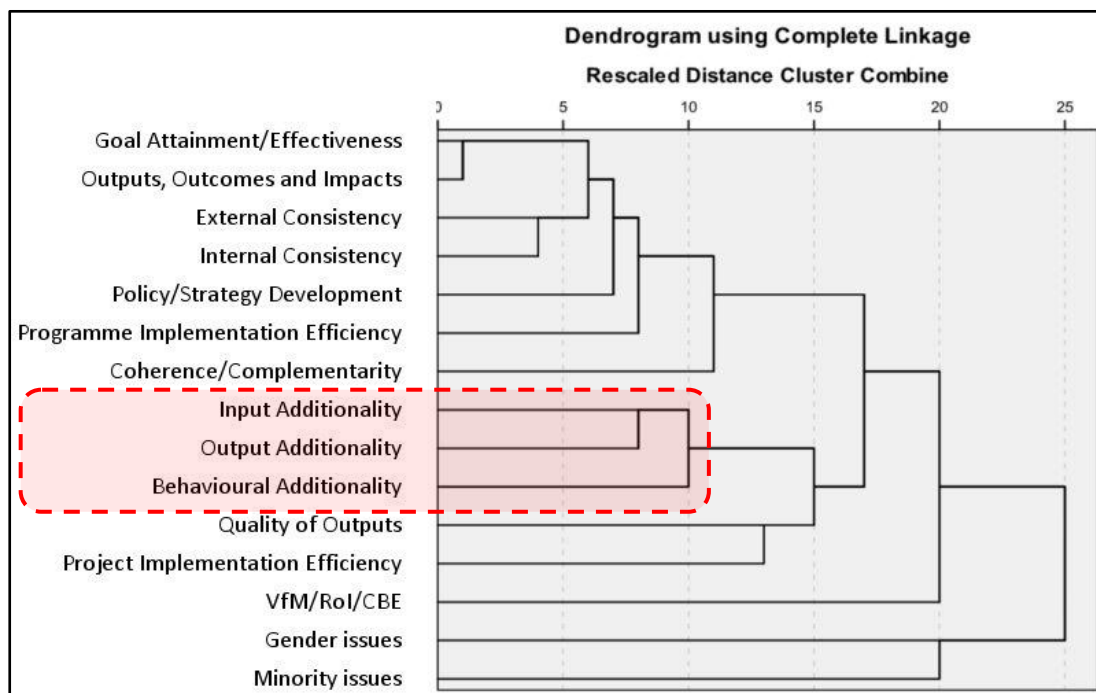 Dendrogram using Complete Linkage
Rescaled Distance Cluster Combine
0 5 10 15 20 25
Goal Attainment/Effectiveness
Outputs, Outcomes and Impacts
External Consistency
Internal Consistency
Policy/Strategy Development
Programme Implementation Efficiency
Coherence/Complementarity
Input Additionality
Output Additionality
Behavioural Additionality
Quality of Outputs
Project Implementation Efficiency
VfM/RoI/CBE
Gender issues
Minority issues